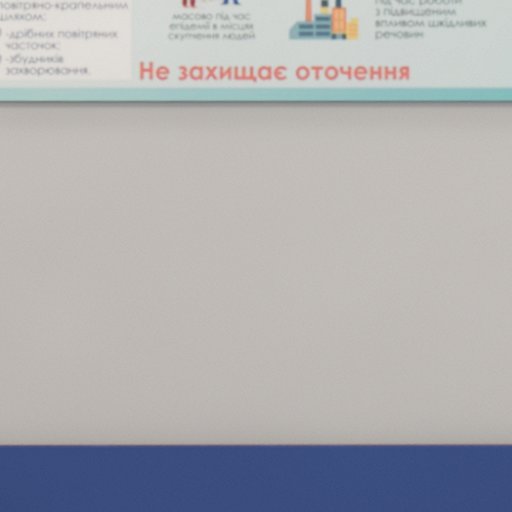 повітряно-крапельним
шляхом:
-дрібних повітряних
часточок;
-збудників
захворювання.
масово під час
епідемії в місцях
скупчення людей
під час роботи
з підвищеним
впливом шкідливих
речовин
Не захищає оточення